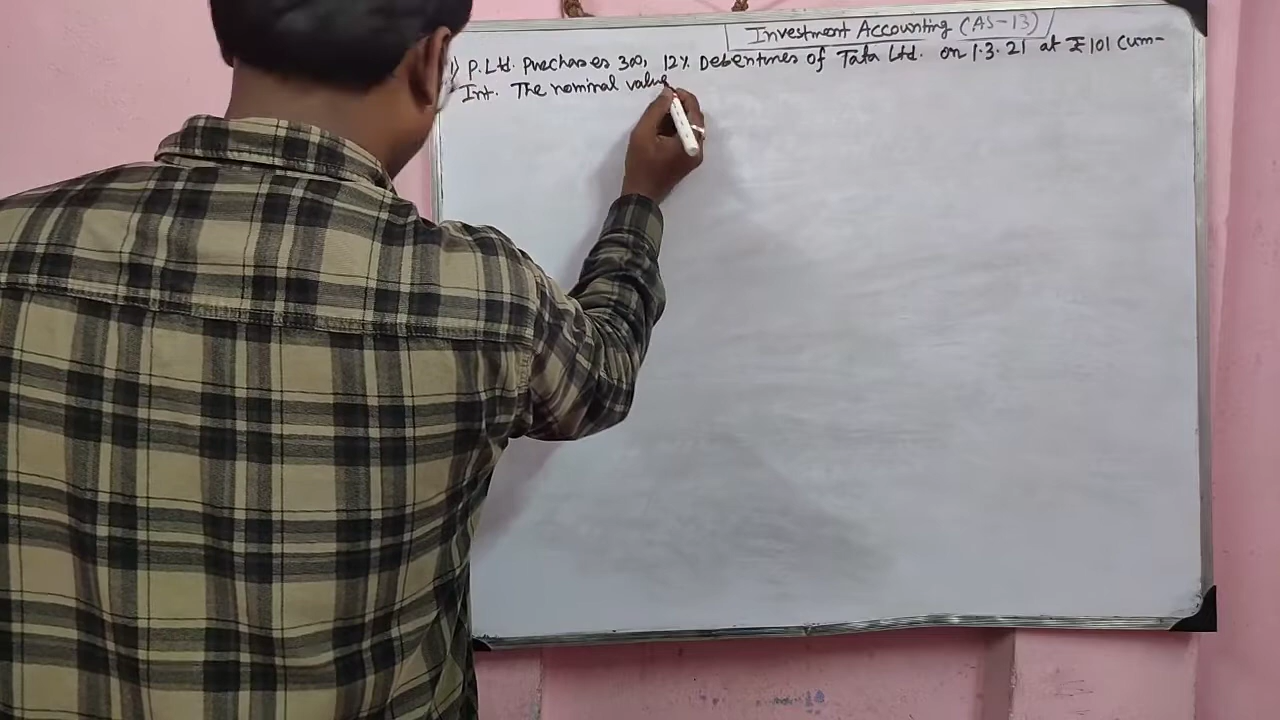 Investment Accounting (AS-13)
1) P. Ltd. Purchases 300, 12% Debentures of Tata Ltd. on 1.3.21 at ₹101 Cum-
Int. The nominal value